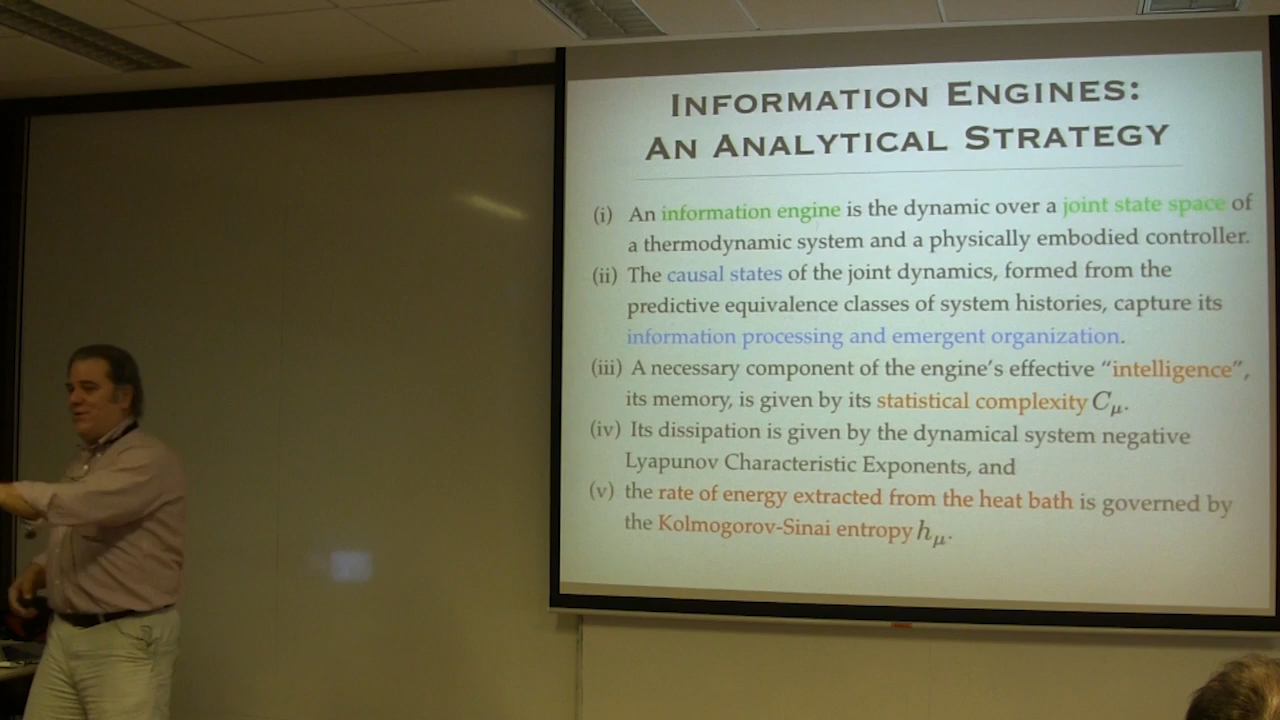 INFORMATION ENGINES:
AN ANALYTICAL STRATEGY
(i) An information engine is the dynamic over a joint state space of
a thermodynamic system and a physically embodied controller.
(ii) The causal states of the joint dynamics, formed from the
predictive equivalence classes of system histories, capture its
information processing and emergent organization.
(iii) A necessary component of the engine's effective “intelligence”,
its memory, is given by its statistical complexity Cμ.
(iv) Its dissipation is given by the dynamical system negative
Lyapunov Characteristic Exponents, and
(v) the rate of energy extracted from the heat bath is governed by
the Kolmogorov-Sinai entropy hμ.